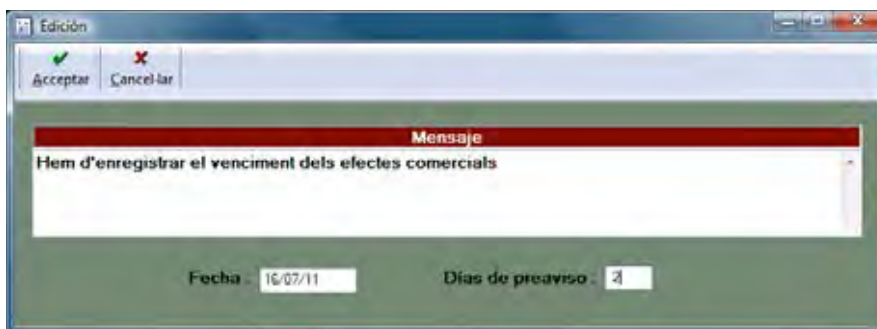 Edición
Acceptar Cancel·lar
Mensaje
Hem d'enregistrar el venciment dels efectes comercials
Fecha : 16/07/11 Días de preaviso : 2